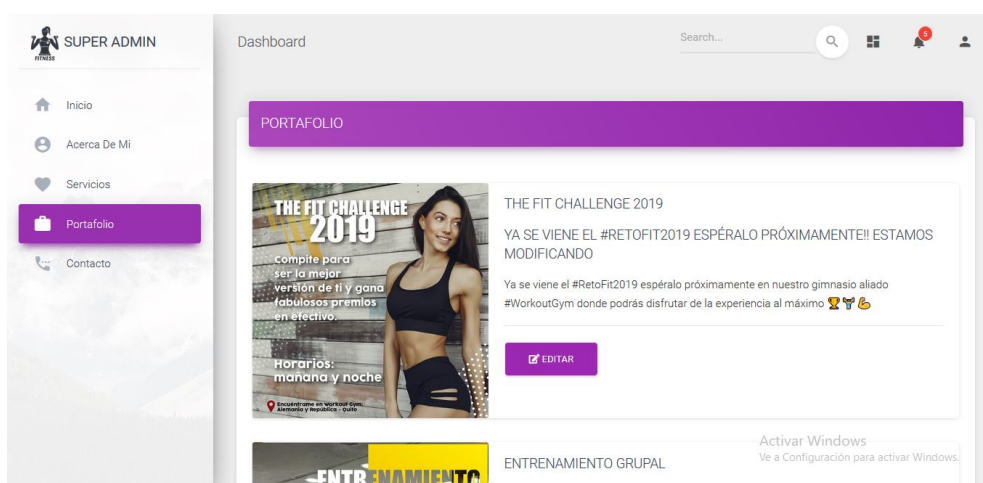 FITNESS
SUPER ADMIN
Dashboard
Search...
5
Inicio
Acerca De Mi
Servicios
Portafolio
Contacto
PORTAFOLIO
THE FIT CHALLENGE
2019
Compite para
ser la mejor
versión de ti y gana
fabulosos premios
en efectivo.
Horarios:
mañana y noche
Encuéntrame en Workout Gym:
Alemania y República - Quito
THE FIT CHALLENGE 2019
YA SE VIENE EL #RETOFIT2019 ESPÉRALO PRÓXIMAMENTE!! ESTAMOS
MODIFICANDO
Ya se viene el #RetoFit2019 espéralo próximamente en nuestro gimnasio aliado
#WorkoutGym donde podrás disfrutar de la experiencia al máximo 🏆🏋💪
EDITAR
ENTRENAMIENTO
ENTRENAMIENTO GRUPAL
Activar Windows
Ve a Configuración para activar Windows.